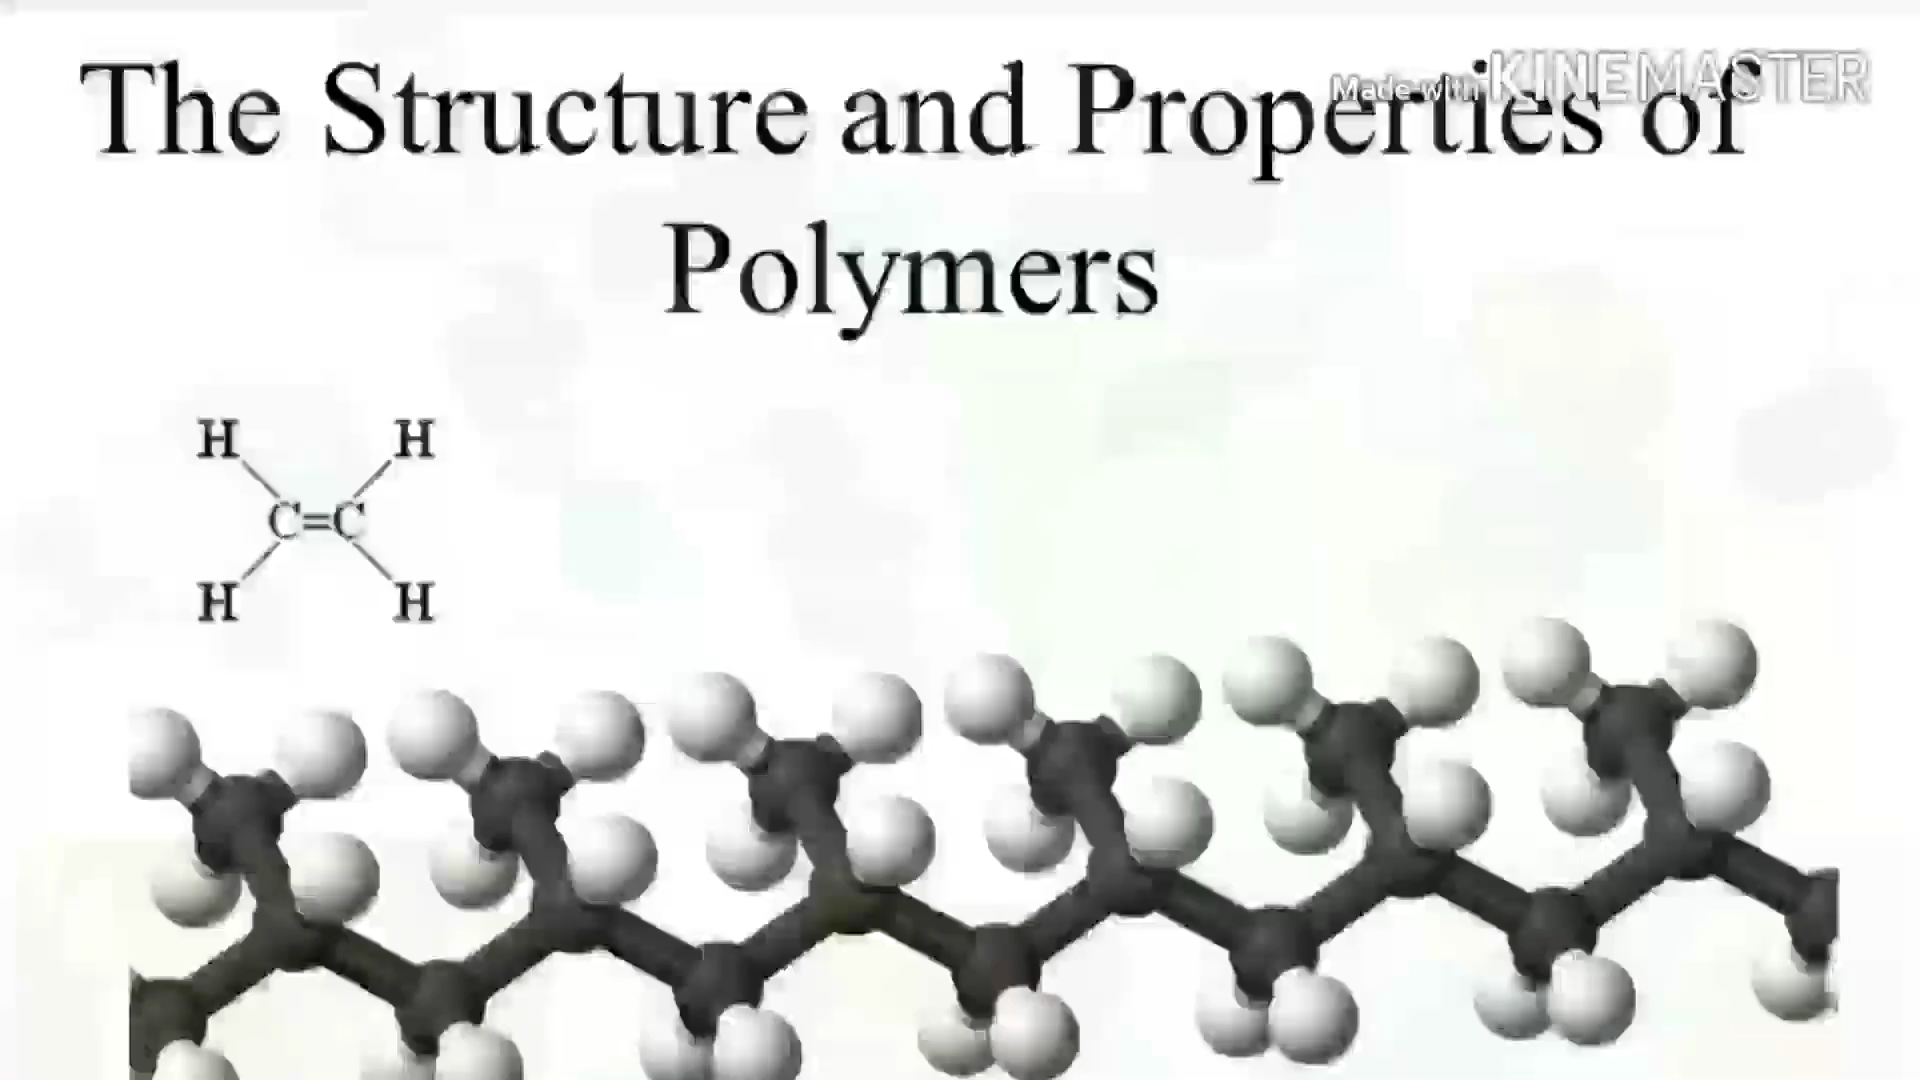 Made with KINEMASTER
The Structure and Properties of
Polymers
H H
C=C
H H